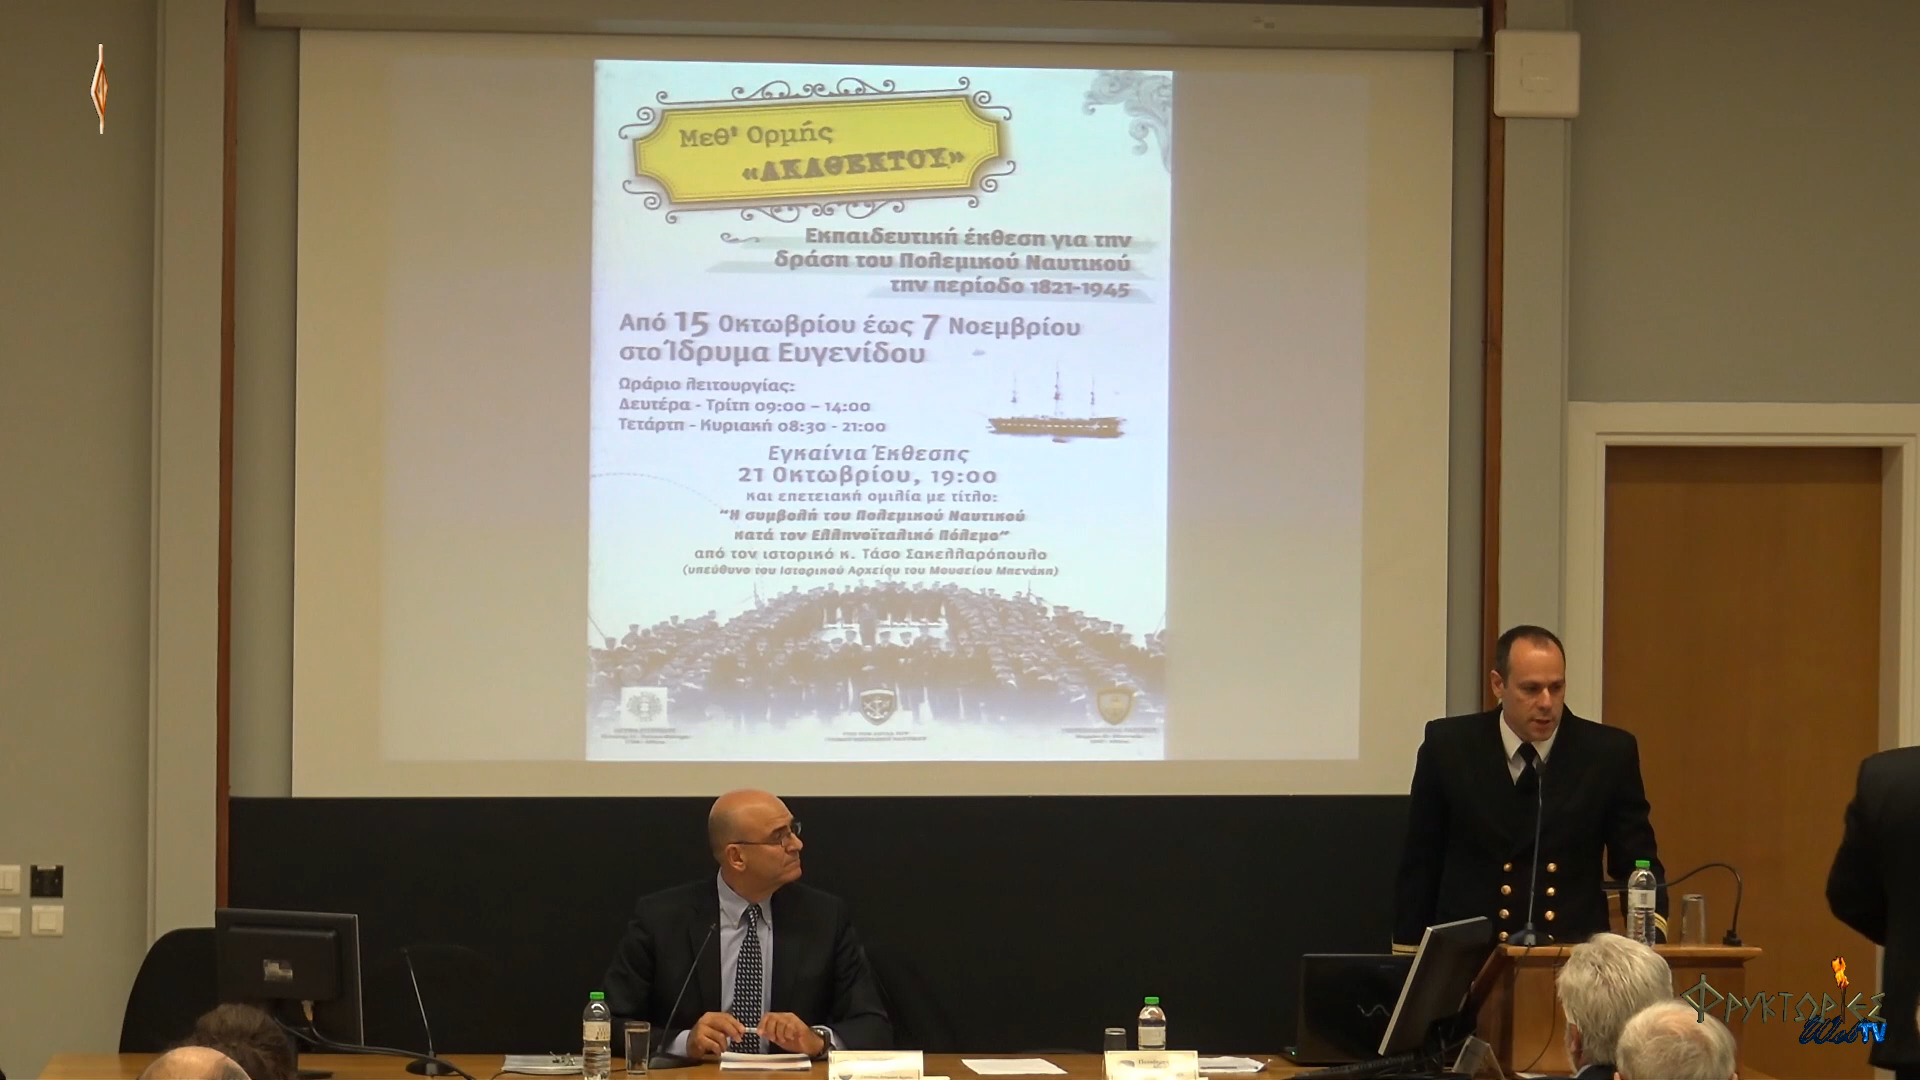 Μεθ' Ορμής
«ΑΚΑΘΕΚΤΟΥ»
Εκπαιδευτική έκθεση για την
δράση του Πολεμικού Ναυτικού
την περίοδο 1821-1945
Από 15 Οκτωβρίου έως 7 Νοεμβρίου
στο Ίδρυμα Ευγενίδου
Ωράριο λειτουργίας:
Δευτέρα - Τρίτη 09:00 – 14:00
Τετάρτη - Κυριακή 08:30 - 21:00
Εγκαίνια Έκθεσης
21 Οκτωβρίου, 19:00
και επετειακή ομιλία με τίτλο:
"Η συμβολή του Πολεμικού Ναυτικού
κατά τον Ελληνοϊταλικό Πόλεμο"
από τον ιστορικό κ. Τάσο Σακελλαρόπουλο
(υπεύθυνο του Ιστορικού Αρχείου του Μουσείου Μπενάκη)
ΦΡΥΚΤΩΡΙΕΣ
WebTV